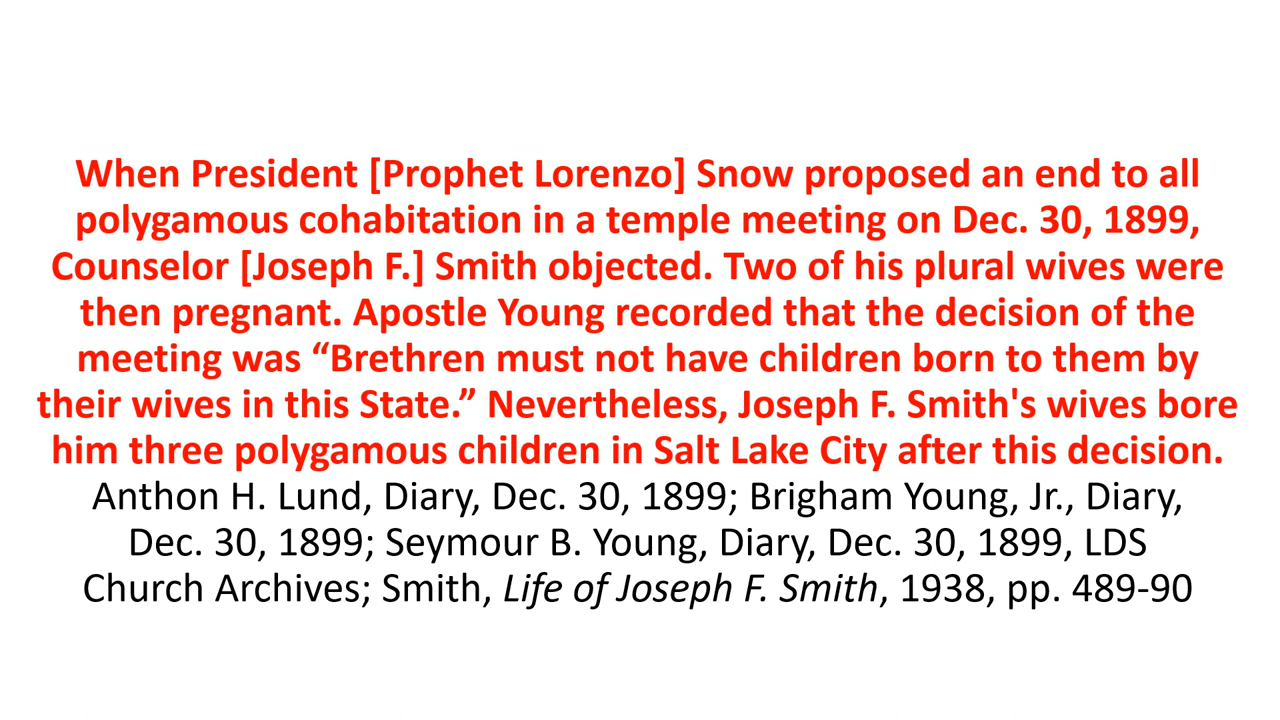 When President [Prophet Lorenzo] Snow proposed an end to all
polygamous cohabitation in a temple meeting on Dec. 30, 1899,
Counselor [Joseph F.] Smith objected. Two of his plural wives were
then pregnant. Apostle Young recorded that the decision of the
meeting was “Brethren must not have children born to them by
their wives in this State.” Nevertheless, Joseph F. Smith's wives bore
him three polygamous children in Salt Lake City after this decision.
Anthon H. Lund, Diary, Dec. 30, 1899; Brigham Young, Jr., Diary,
Dec. 30, 1899; Seymour B. Young, Diary, Dec. 30, 1899, LDS
Church Archives; Smith, Life of Joseph F. Smith, 1938, pp. 489-90